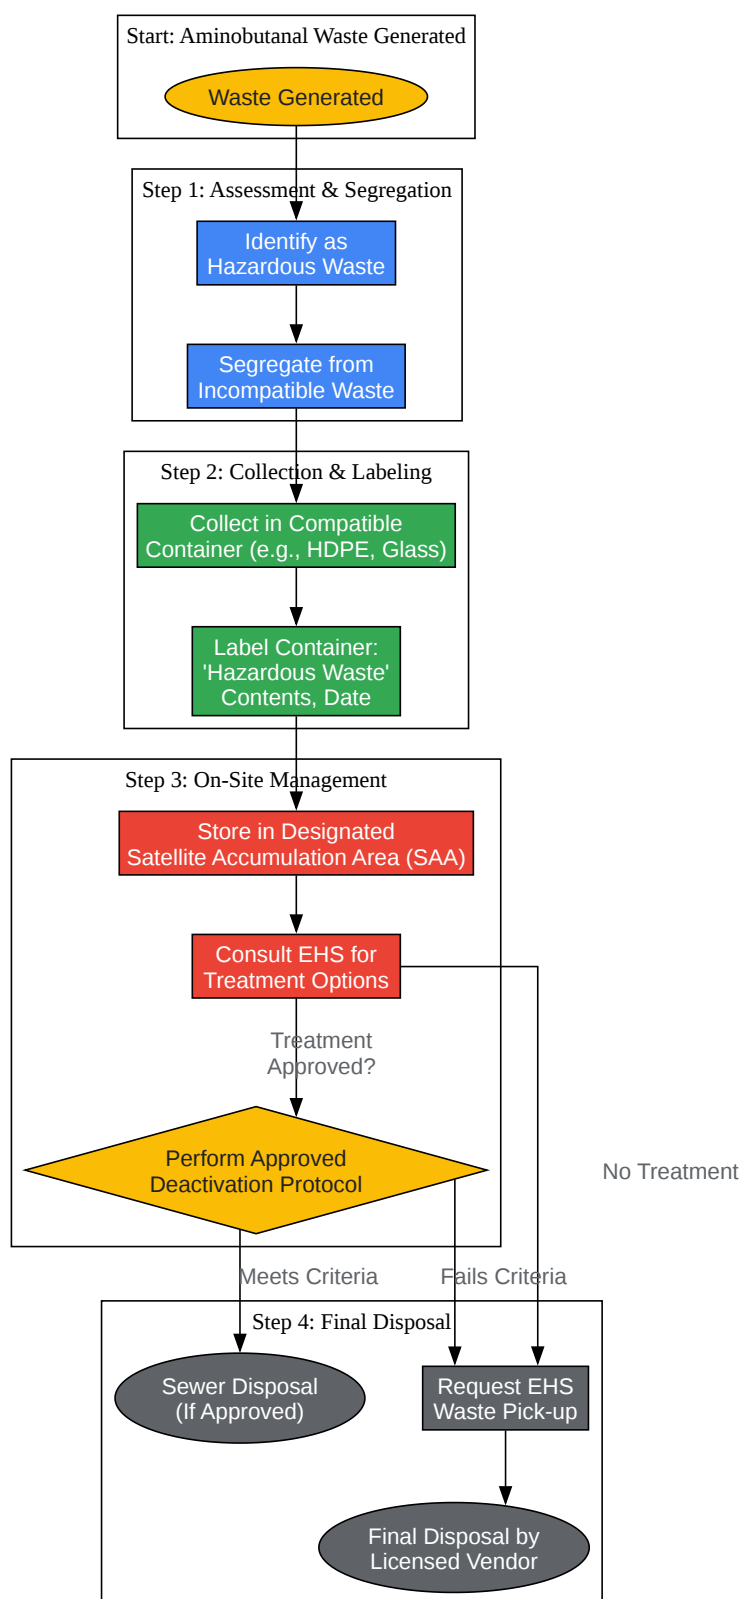 Start: Aminobutanal Waste Generated
Waste Generated
Step 1: Assessment & Segregation
Identify as
Hazardous Waste
Segregate from
Incompatible Waste
Step 2: Collection & Labeling
Collect in Compatible
Container (e.g., HDPE, Glass)
Label Container:
'Hazardous Waste'
Contents, Date
Step 3: On-Site Management
Store in Designated
Satellite Accumulation Area (SAA)
Consult EHS for
Treatment Options
Treatment
Approved?
Perform Approved
Deactivation Protocol
No Treatment
Meets Criteria
Fails Criteria
Step 4: Final Disposal
Sewer Disposal
(If Approved)
Request EHS
Waste Pick-up
Final Disposal by
Licensed Vendor